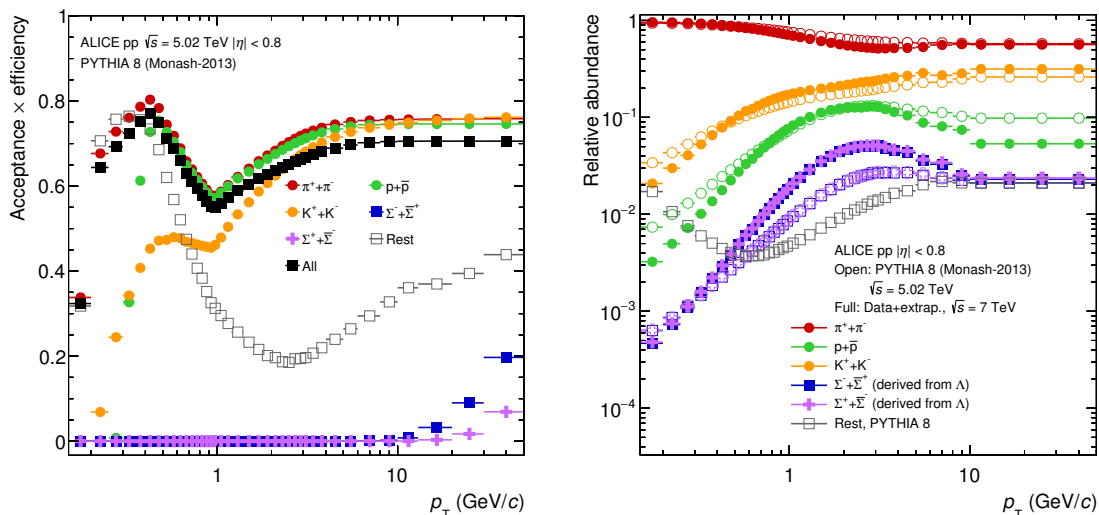 ALICE pp √s = 5.02 TeV |η| < 0.8
PYTHIA 8 (Monash-2013)
Acceptance × efficiency
0.8
0.6
0.4
0.2
0
π⁺+π⁻
p+p̅
K⁺+K⁻
Σ⁻+Σ̅⁺
Σ⁺+Σ̅⁻
Rest
All
1
10
p_T (GeV/c)
Relative abundance
1
10⁻¹
10⁻²
10⁻³
10⁻⁴
ALICE pp |η| < 0.8
Open: PYTHIA 8 (Monash-2013)
√s = 5.02 TeV
Full: Data+extrap., √s = 7 TeV
π⁺+π⁻
p+p̅
K⁺+K⁻
Σ⁻+Σ̅⁺ (derived from Λ)
Σ⁺+Σ̅⁻ (derived from Λ)
Rest, PYTHIA 8
1
10
p_T (GeV/c)